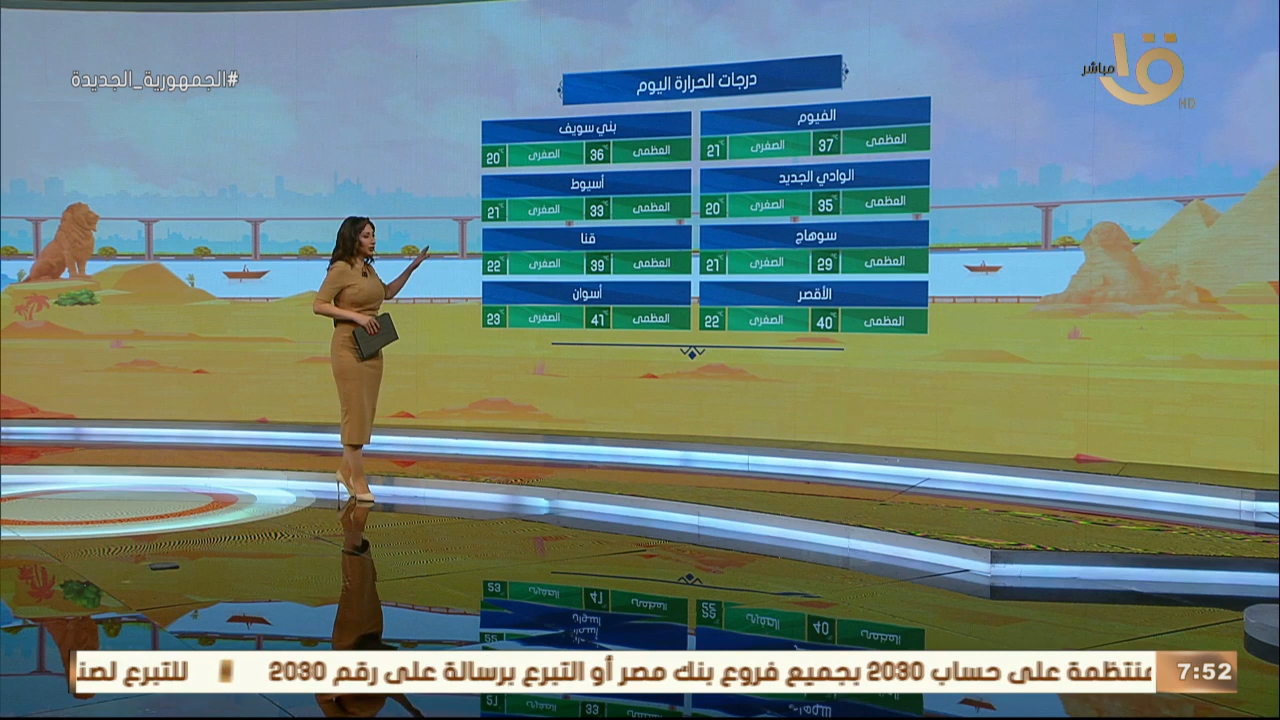 #الجمهورية_الجديدة
مباشر
HD
درجات الحرارة اليوم
الفيوم
العظمى 37° الصغرى 21°
بني سويف
العظمى 36° الصغرى 20°
الوادي الجديد
العظمى 35° الصغرى 20°
أسيوط
العظمى 33° الصغرى 21°
سوهاج
العظمى 29° الصغرى 21°
قنا
العظمى 39° الصغرى 22°
الأقصر
العظمى 40° الصغرى 22°
أسوان
العظمى 41° الصغرى 23°
7:52
منتظمة على حساب 2030 بجميع فروع بنك مصر أو التبرع برسالة على رقم 2030 للتبرع